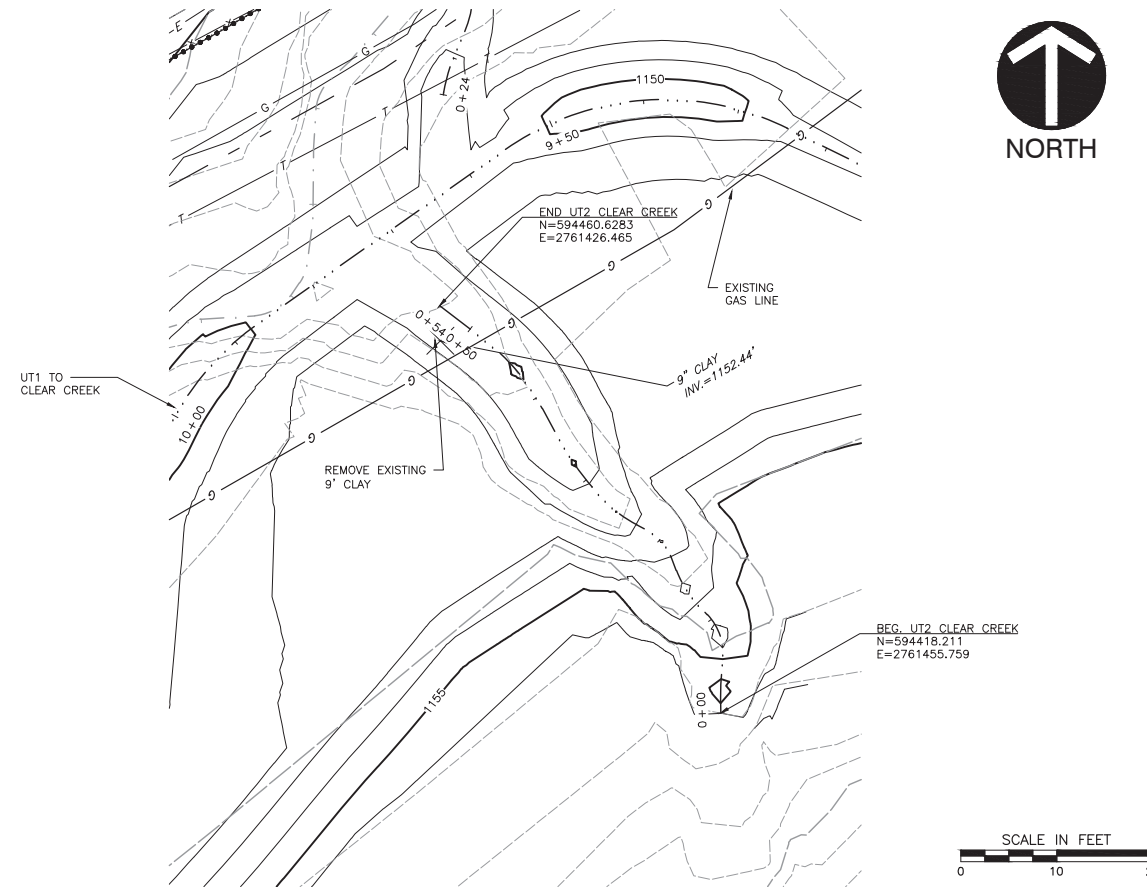 E
G
G
T
T
0+24
1150
9+50
G
NORTH
END UT2 CLEAR CREEK
N=594460.6283
E=2761426.465
G
G
EXISTING
GAS LINE
G
0+54
0+50
9" CLAY
INV.=1152.44'
UT1 TO
CLEAR CREEK
G
10+00
G
REMOVE EXISTING
9' CLAY
G
BEG. UT2 CLEAR CREEK
N=594418.211
E=2761455.759
0+00
1155
SCALE IN FEET
0 10